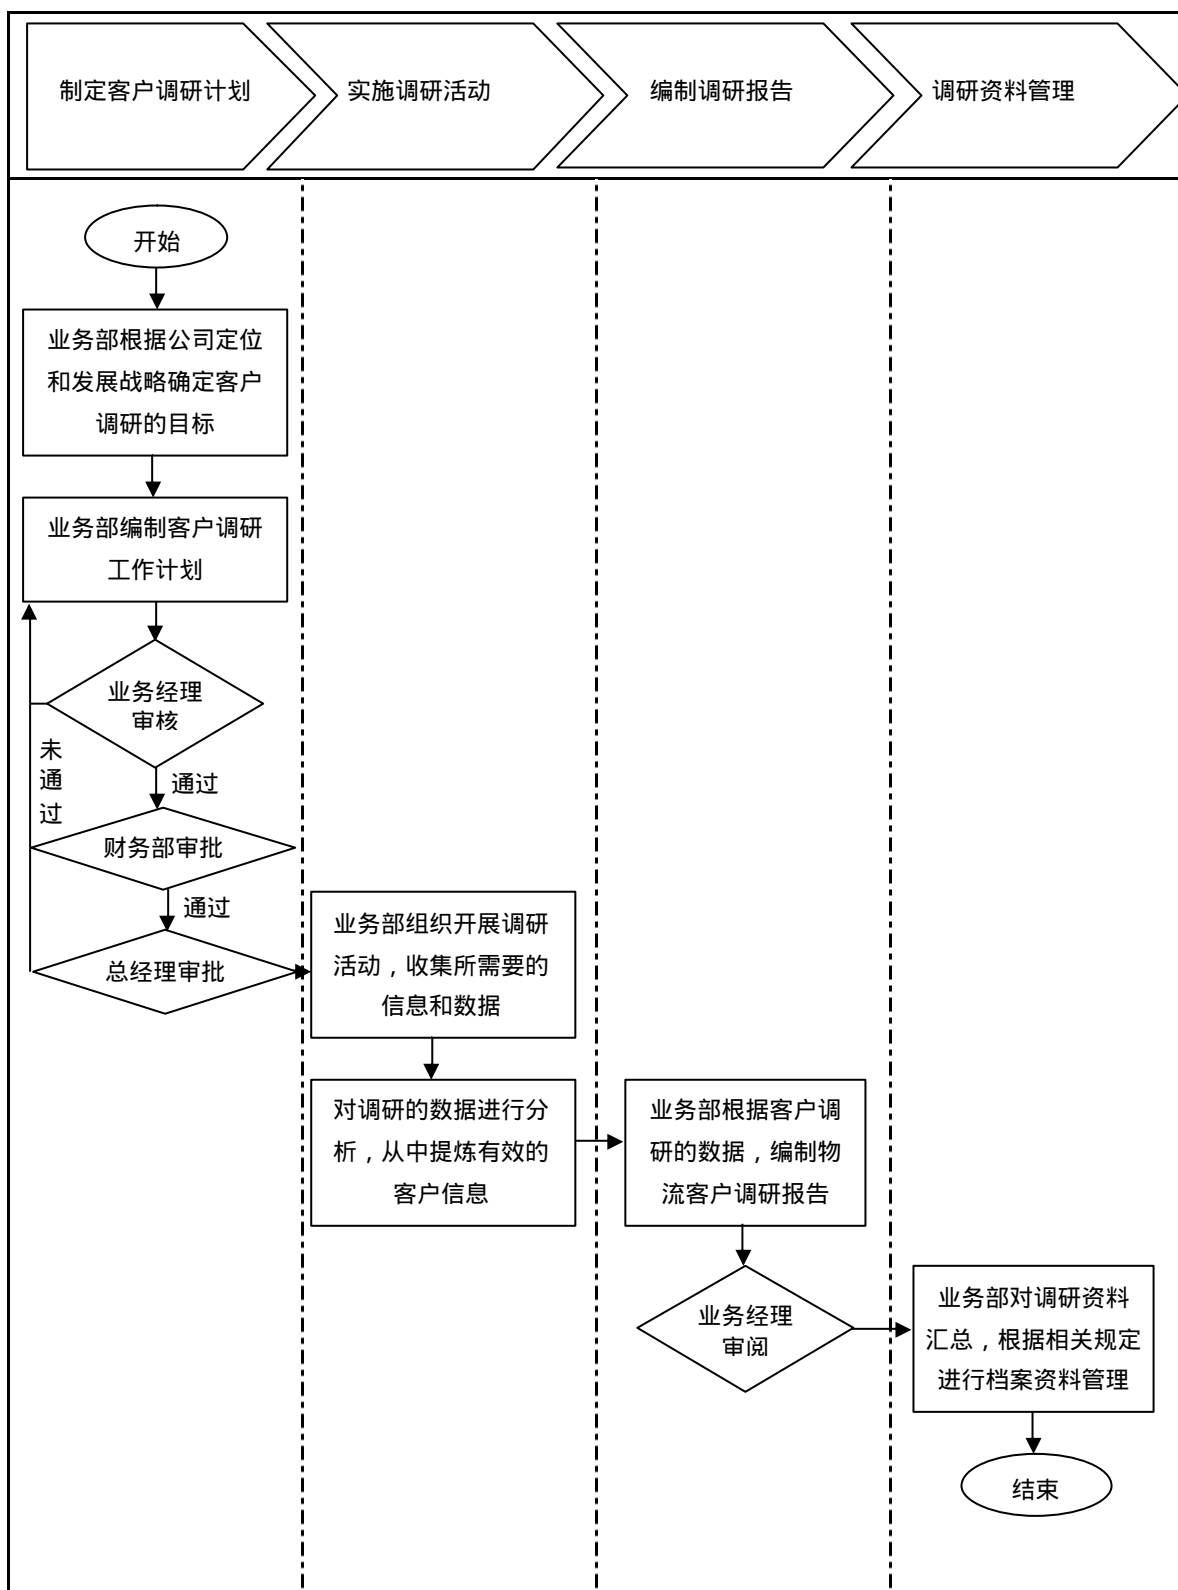 制定客户调研计划
实施调研活动
编制调研报告
调研资料管理
开始
业务部根据公司定位
和发展战略确定客户
调研的目标
业务部编制客户调研
工作计划
业务经理
审核
未
通
过
通过
财务部审批
通过
总经理审批
业务部组织开展调研
活动，收集所需要的
信息和数据
对调研的数据进行分
析，从中提炼有效的
客户信息
业务部根据客户调
研的数据，编制物
流客户调研报告
业务经理
审阅
业务部对调研资料
汇总，根据相关规定
进行档案资料管理
结束